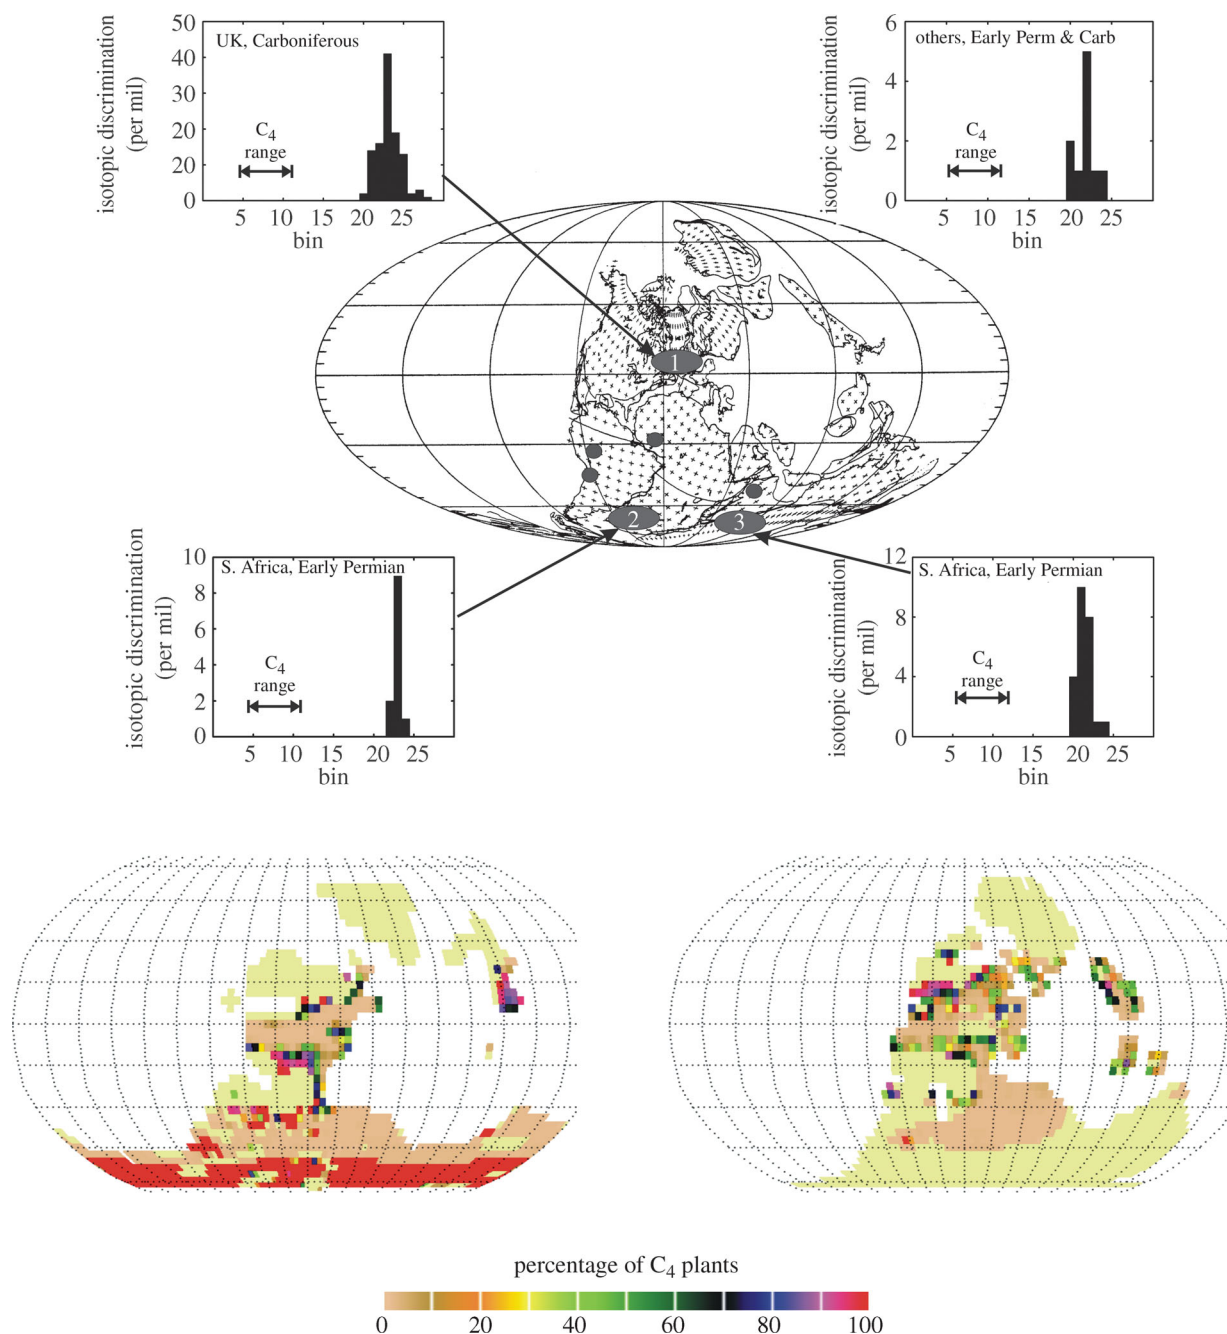 isotopic discrimination
(per mil)
50
40
30
20
20
0
UK, Carboniferous
C4
range
5 10 15 20 25
bin
isotopic discrimination
(per mil)
6
4
2
0
others, Early Perm & Carb
C4
range
5 10 15 20 25
bin
1
2
3
isotopic discrimination
(per mil)
10
8
6
4
2
0
S. Africa, Early Permian
C4
range
5 10 15 20 25
bin
isotopic discrimination
(per mil)
12
8
4
0
S. Africa, Early Permian
C4
range
5 10 15 20 25
bin
percentage of C4 plants
0 20 40 60 80 100